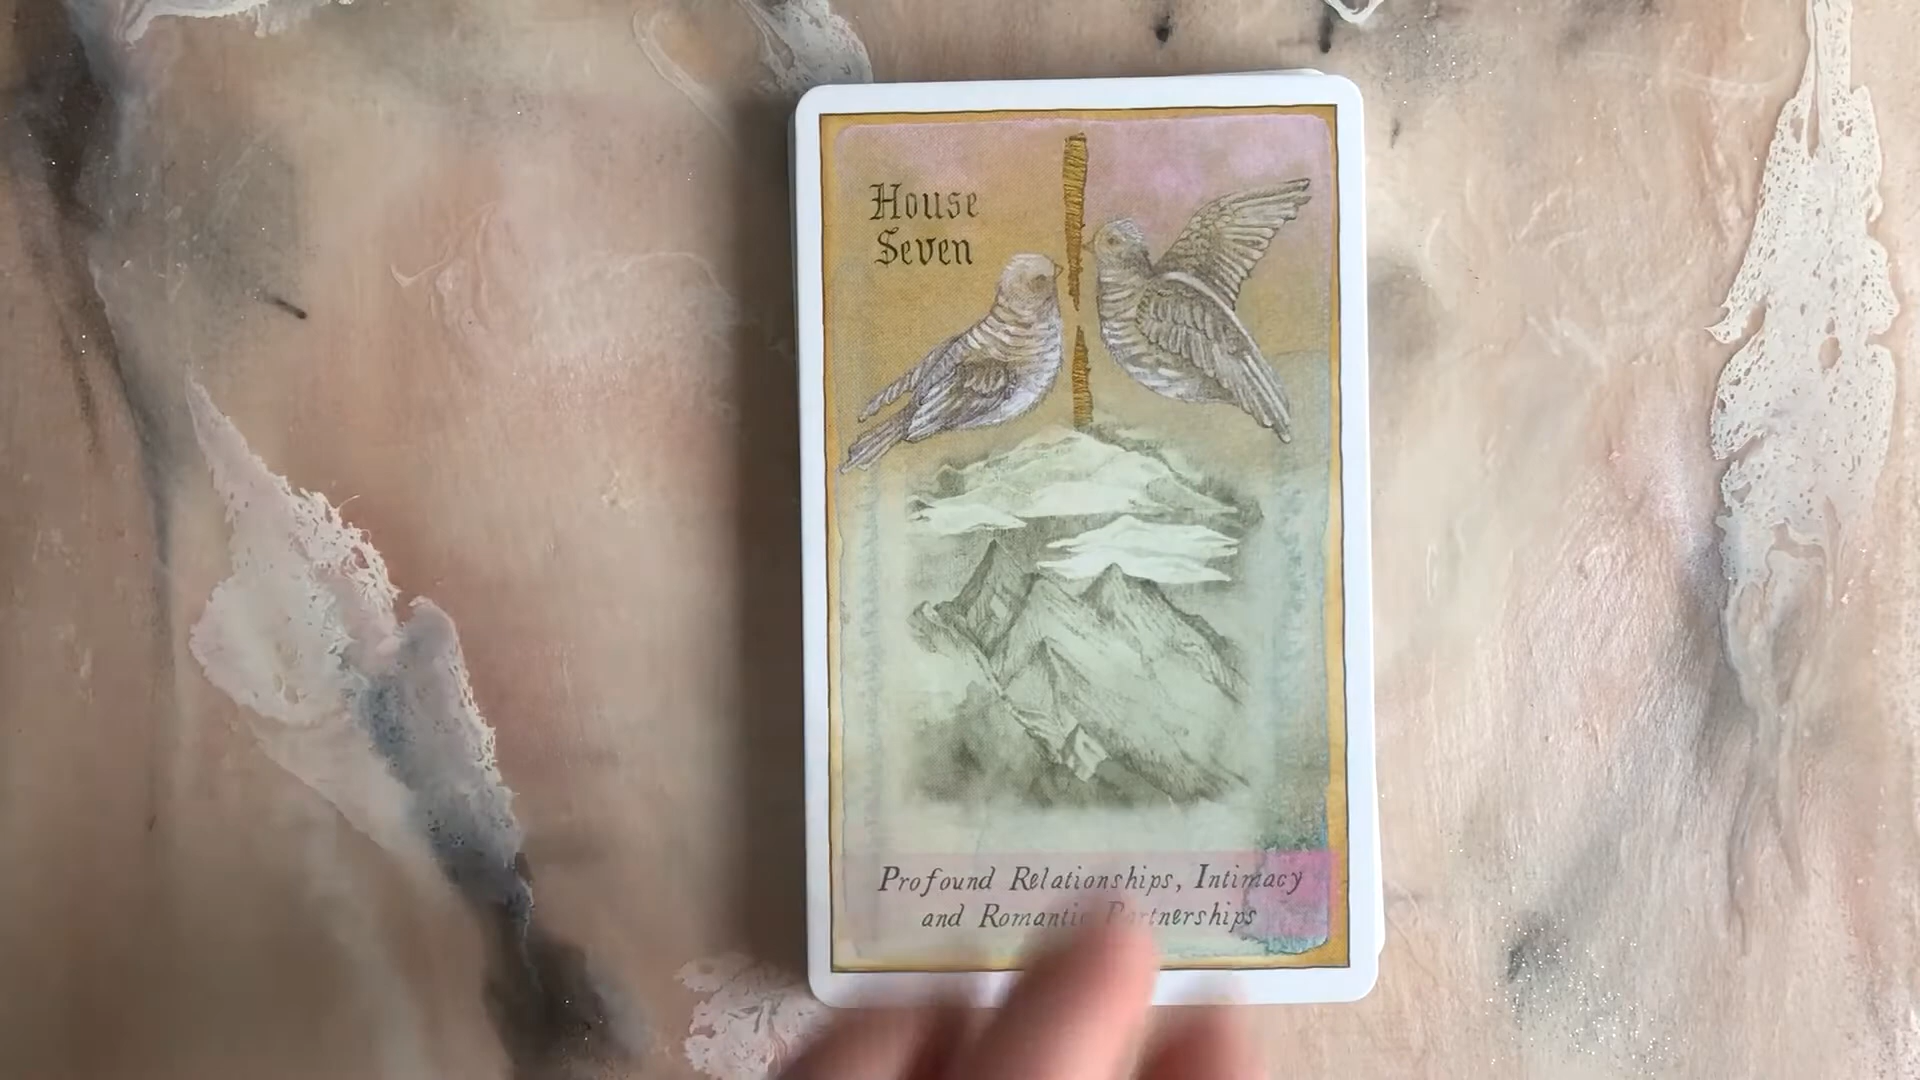 House
Seven
Profound Relationships, Intimacy
and Romantic Partnerships